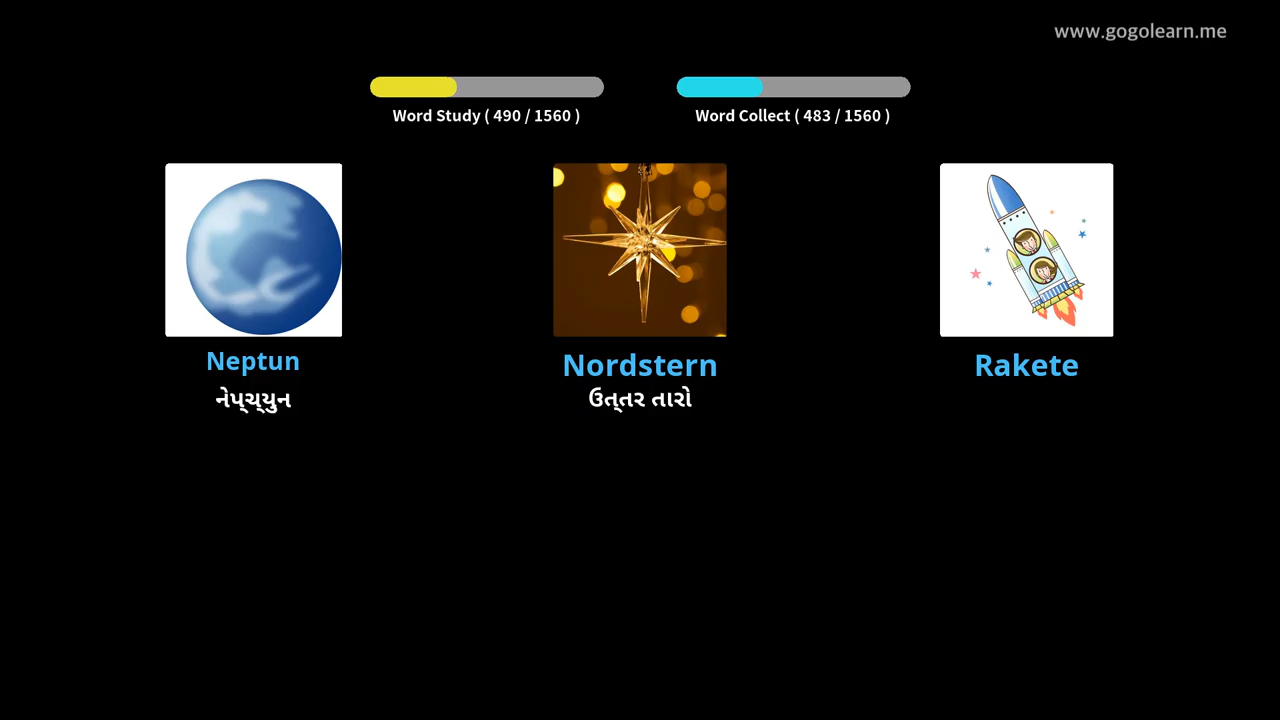 www.gogolearn.me
Word Study ( 490 / 1560 )
Word Collect ( 483 / 1560 )
Neptun
નેપ્ચ્યુન
Nordstern
ઉત્તર તારો
Rakete